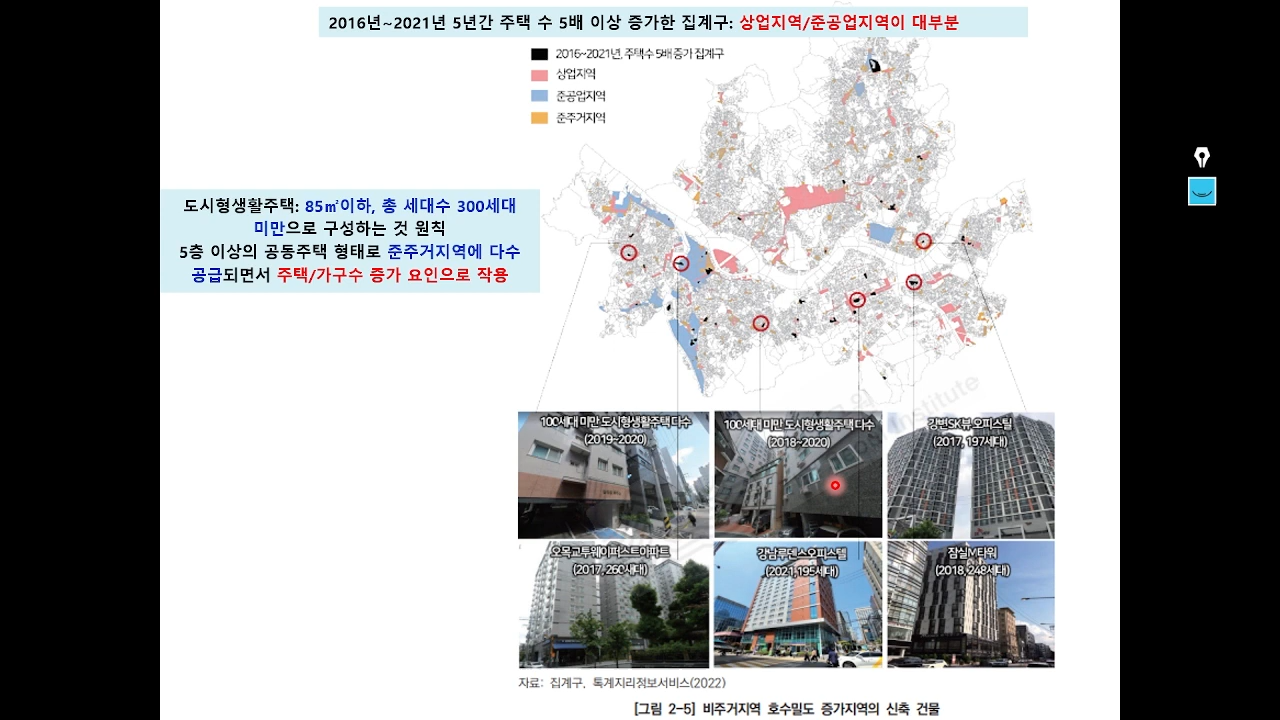 2016년~2021년 5년간 주택 수 5배 이상 증가한 집계구: 상업지역/준공업지역이 대부분
2016~2021년, 주택수 5배 증가 집계구
상업지역
준공업지역
준주거지역
도시형생활주택: 85㎡이하, 총 세대수 300세대
미만으로 구성하는 것 원칙
5층 이상의 공동주택 형태로 준주거지역에 다수
공급되면서 주택/가구수 증가 요인으로 작용
Institute
100세대 미만 도시형생활주택 다수
(2019~2020)
100세대 미만 도시형생활주택 다수
(2018~2020)
강변SK뷰 오피스텔
(2017, 197세대)
오목교투웨이퍼스트아파트
(2017, 260세대)
강남루덴스오피스텔
(2021, 195세대)
잠실M타워
(2018, 248세대)
자료: 집계구, 통계지리정보서비스(2022)
[그림 2-5] 비주거지역 호수밀도 증가지역의 신축 건물